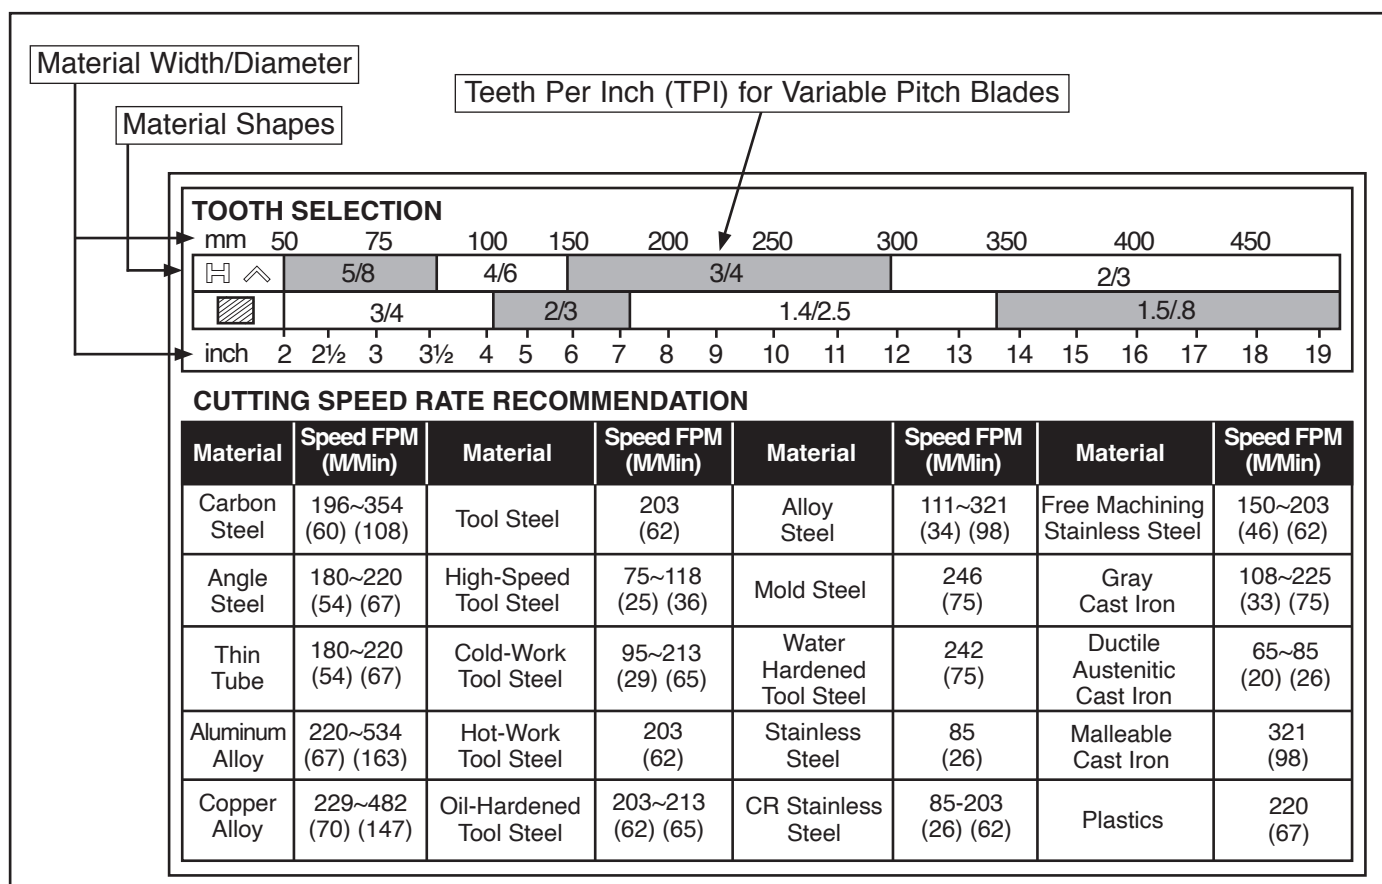 Material Width/Diameter
Teeth Per Inch (TPI) for Variable Pitch Blades
Material Shapes
TOOTH SELECTION
mm 50 75 100 150 200 250 300 350 400 450
5/8 4/6 3/4 2/3
3/4 2/3 1.4/2.5 1.5/.8
inch 2 2½ 3 3½ 4 5 6 7 8 9 10 11 12 13 14 15 16 17 18 19
CUTTING SPEED RATE RECOMMENDATION
Material Speed FPM (M/Min) Material Speed FPM (M/Min) Material Speed FPM (M/Min) Material Speed FPM (M/Min)
Carbon Steel 196~354 (60) (108) Tool Steel 203 (62) Alloy Steel 111~321 (34) (98) Free Machining Stainless Steel 150~203 (46) (62)
Angle Steel 180~220 (54) (67) High-Speed Tool Steel 75~118 (25) (36) Mold Steel 246 (75) Gray Cast Iron 108~225 (33) (75)
Thin Tube 180~220 (54) (67) Cold-Work Tool Steel 95~213 (29) (65) Water Hardened Tool Steel 242 (75) Ductile Austenitic Cast Iron 65~85 (20) (26)
Aluminum Alloy 220~534 (67) (163) Hot-Work Tool Steel 203 (62) Stainless Steel 85 (26) Malleable Cast Iron 321 (98)
Copper Alloy 229~482 (70) (147) Oil-Hardened Tool Steel 203~213 (62) (65) CR Stainless Steel 85-203 (26) (62) Plastics 220 (67)